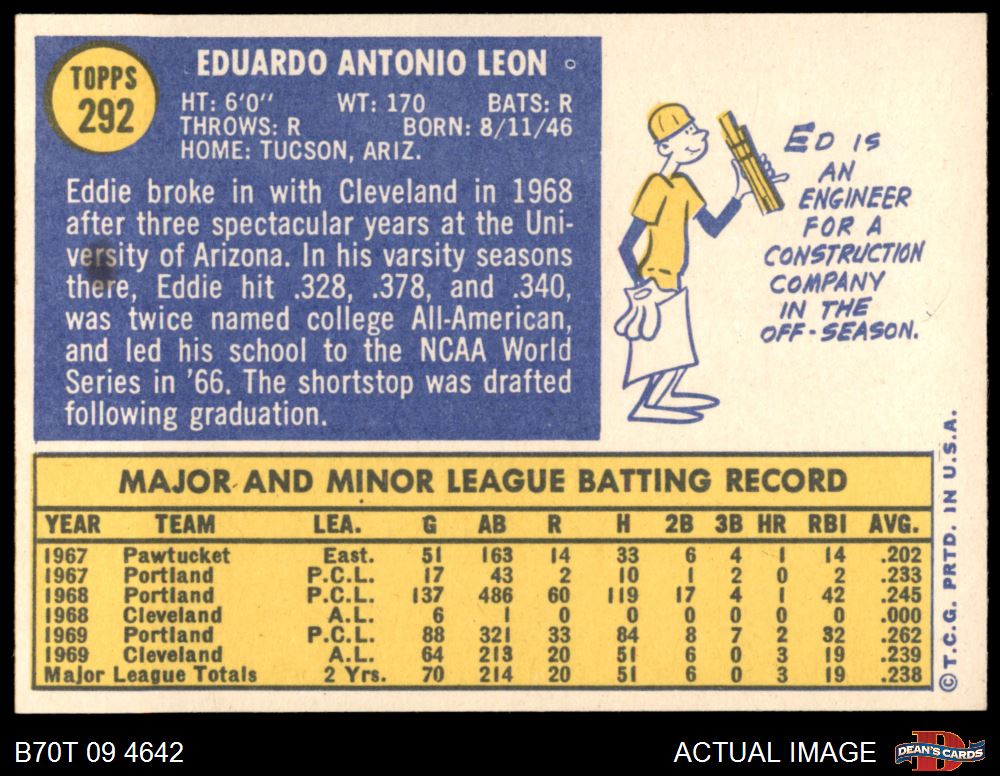 TOPPS
292
EDUARDO ANTONIO LEON
HT: 6'0" WT: 170 BATS: R
THROWS: R BORN: 8/11/46
HOME: TUCSON, ARIZ.
Eddie broke in with Cleveland in 1968
after three spectacular years at the Uni-
versity of Arizona. In his varsity seasons
there, Eddie hit .328, .378, and .340,
was twice named college All-American,
and led his school to the NCAA World
Series in '66. The shortstop was drafted
following graduation.
ED IS
AN
ENGINEER
FOR A
CONSTRUCTION
COMPANY
IN THE
OFF-SEASON.
MAJOR AND MINOR LEAGUE BATTING RECORD
YEAR TEAM LEA. G AB R H 2B 3B HR RBI AVG.
1967 Pawtucket East. 51 163 14 33 6 4 1 14 .202
1967 Portland P.C.L. 17 43 2 10 1 2 0 2 .233
1968 Portland P.C.L. 137 486 60 119 17 4 1 42 .245
1968 Cleveland A.L. 6 1 0 0 0 0 0 0 .000
1969 Portland P.C.L. 88 321 33 84 8 7 2 32 .262
1969 Cleveland A.L. 64 213 20 51 6 0 3 19 .239
Major League Totals 2 Yrs. 70 214 20 51 6 0 3 19 .238
©T.C.G. PRTD. IN U.S.A.
B70T 09 4642
ACTUAL IMAGE
DEAN'S CARDS